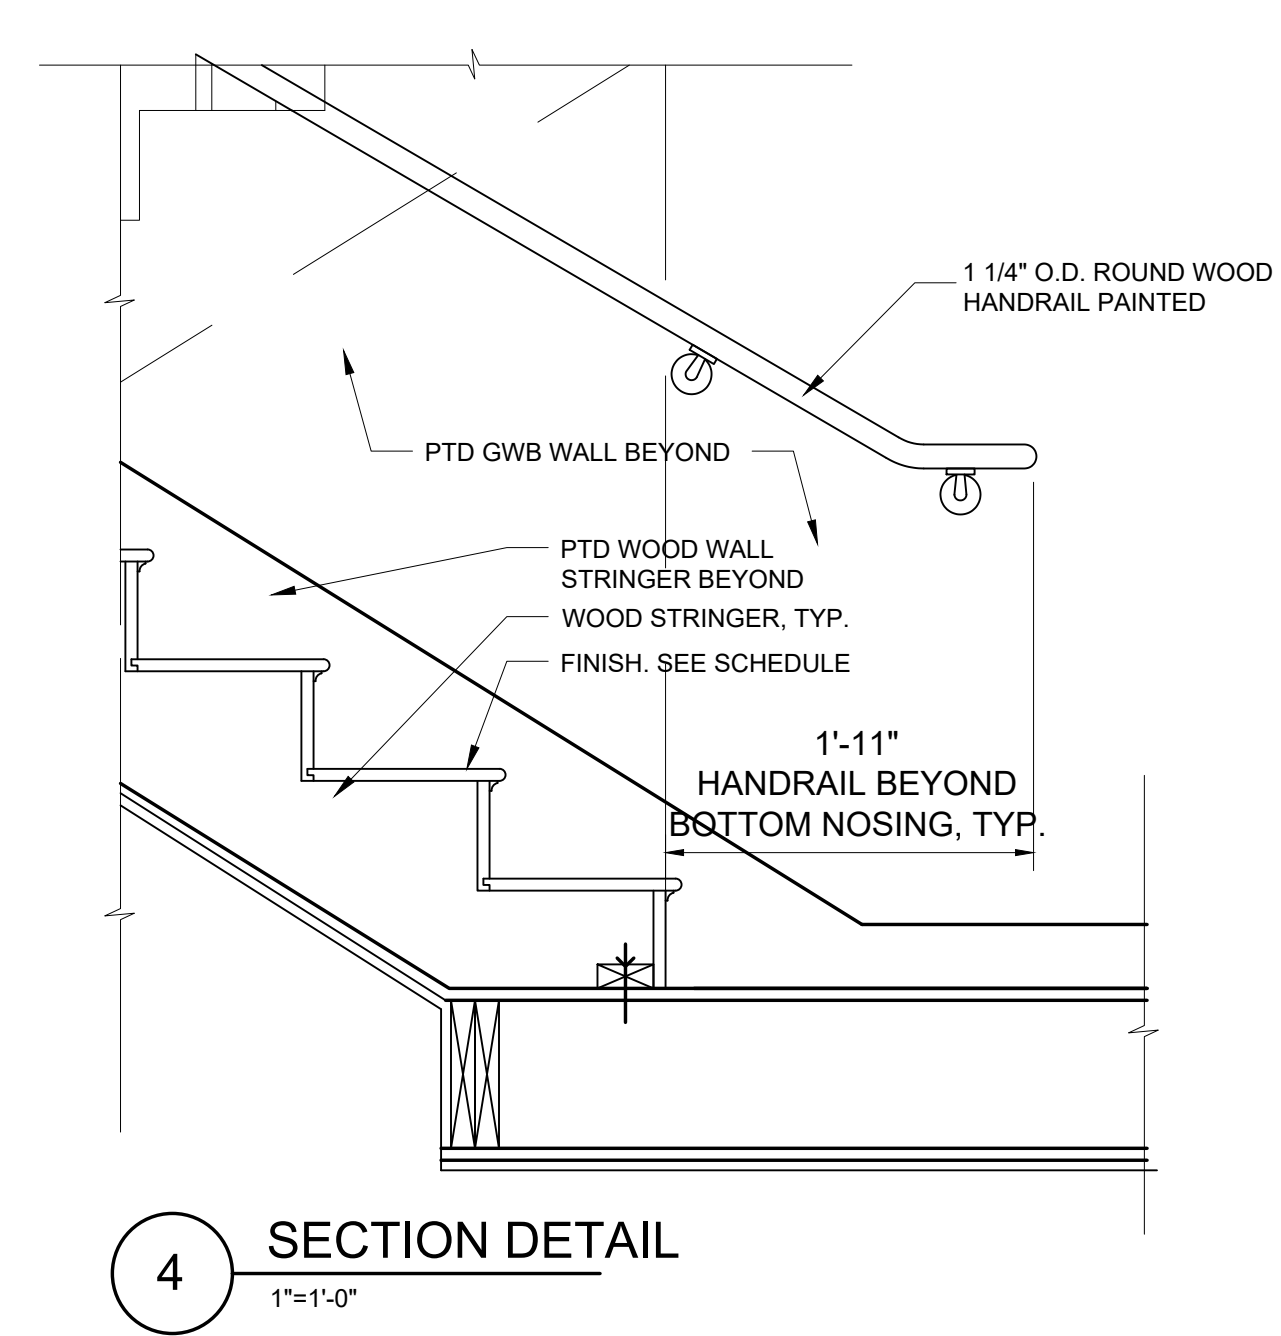 1 1/4" O.D. ROUND WOOD
HANDRAIL PAINTED
PTD GWB WALL BEYOND
PTD WOOD WALL
STRINGER BEYOND
WOOD STRINGER, TYP.
FINISH. SEE SCHEDULE
1'-11"
HANDRAIL BEYOND
BOTTOM NOSING, TYP.
4
SECTION DETAIL
1"=1'-0"